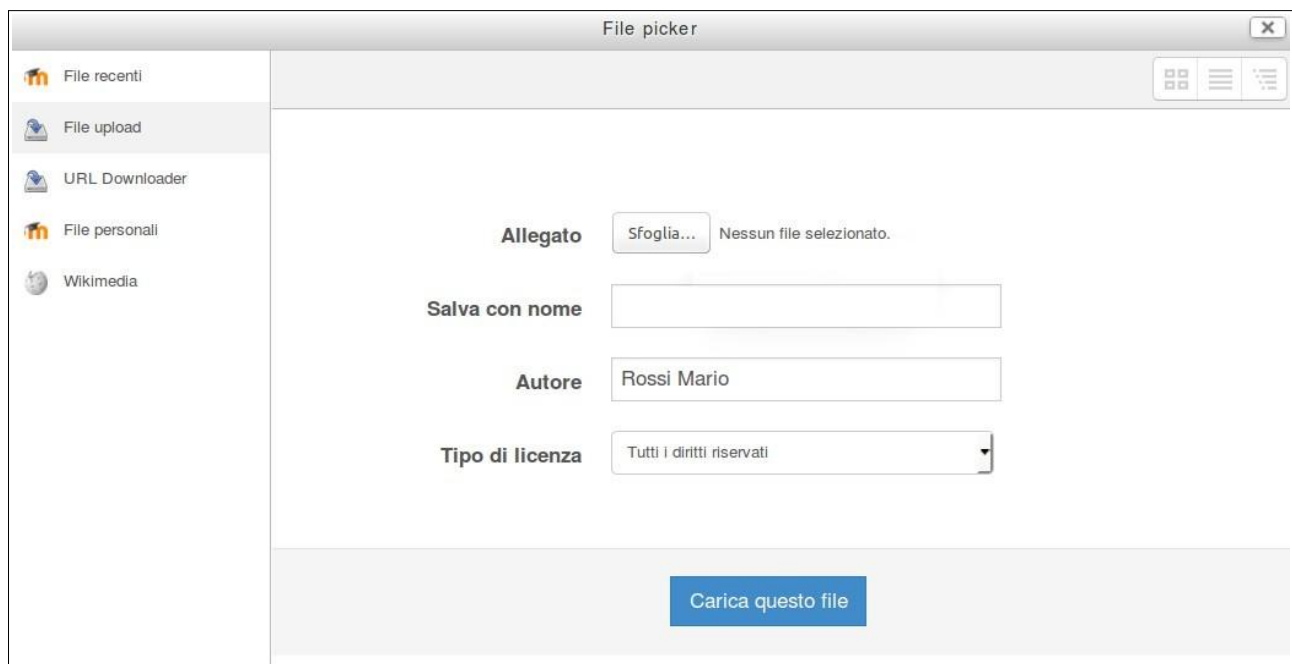 File picker
File recenti
File upload
URL Downloader
File personali
Wikimedia
Allegato
Sfoglia... Nessun file selezionato.
Salva con nome
Autore
Rossi Mario
Tipo di licenza
Tutti i diritti riservati
Carica questo file